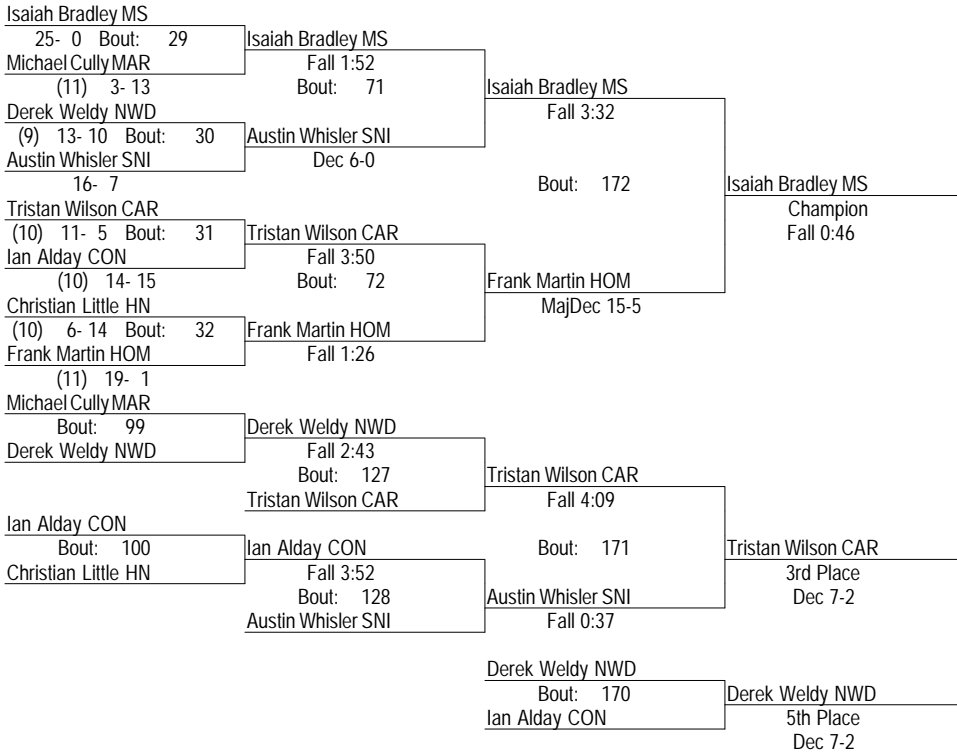 Isaiah Bradley MS
25- 0 Bout: 29 Isaiah Bradley MS
Michael Cully MAR Fall 1:52
(11) 3- 13 Bout: 71 Isaiah Bradley MS
Derek Weldy NWD Fall 3:32
(9) 13- 10 Bout: 30 Austin Whisler SNI
Austin Whisler SNI Dec 6-0
16- 7 Bout: 172 Isaiah Bradley MS
Tristan Wilson CAR Champion
(10) 11- 5 Bout: 31 Tristan Wilson CAR Fall 0:46
Ian Alday CON Fall 3:50
(10) 14- 15 Bout: 72 Frank Martin HOM
Christian Little HN MajDec 15-5
(10) 6- 14 Bout: 32 Frank Martin HOM
Frank Martin HOM Fall 1:26
(11) 19- 1
Michael Cully MAR
Bout: 99 Derek Weldy NWD
Derek Weldy NWD Fall 2:43
Bout: 127 Tristan Wilson CAR
Tristan Wilson CAR Fall 4:09
Ian Alday CON
Bout: 100 Ian Alday CON Bout: 171 Tristan Wilson CAR
Christian Little HN Fall 3:52 3rd Place
Bout: 128 Austin Whisler SNI Dec 7-2
Austin Whisler SNI Fall 0:37
Derek Weldy NWD
Bout: 170 Derek Weldy NWD
Ian Alday CON 5th Place
Dec 7-2